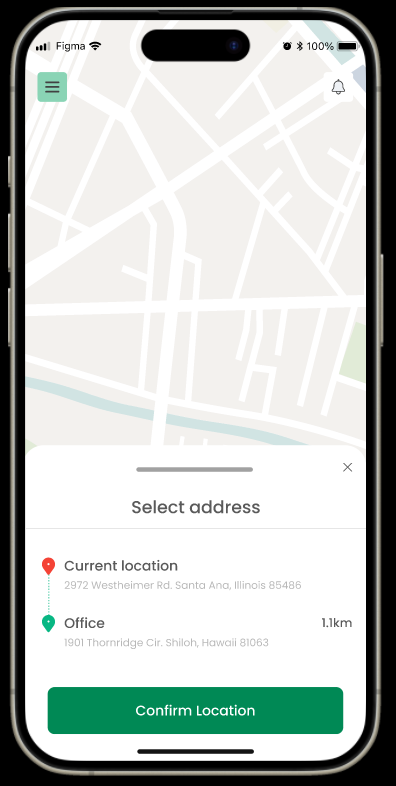 Figma 100%
Select address
Current location
2972 Westheimer Rd. Santa Ana, Illinois 85486
Office 1.1km
1901 Thornridge Cir. Shiloh, Hawaii 81063
Confirm Location